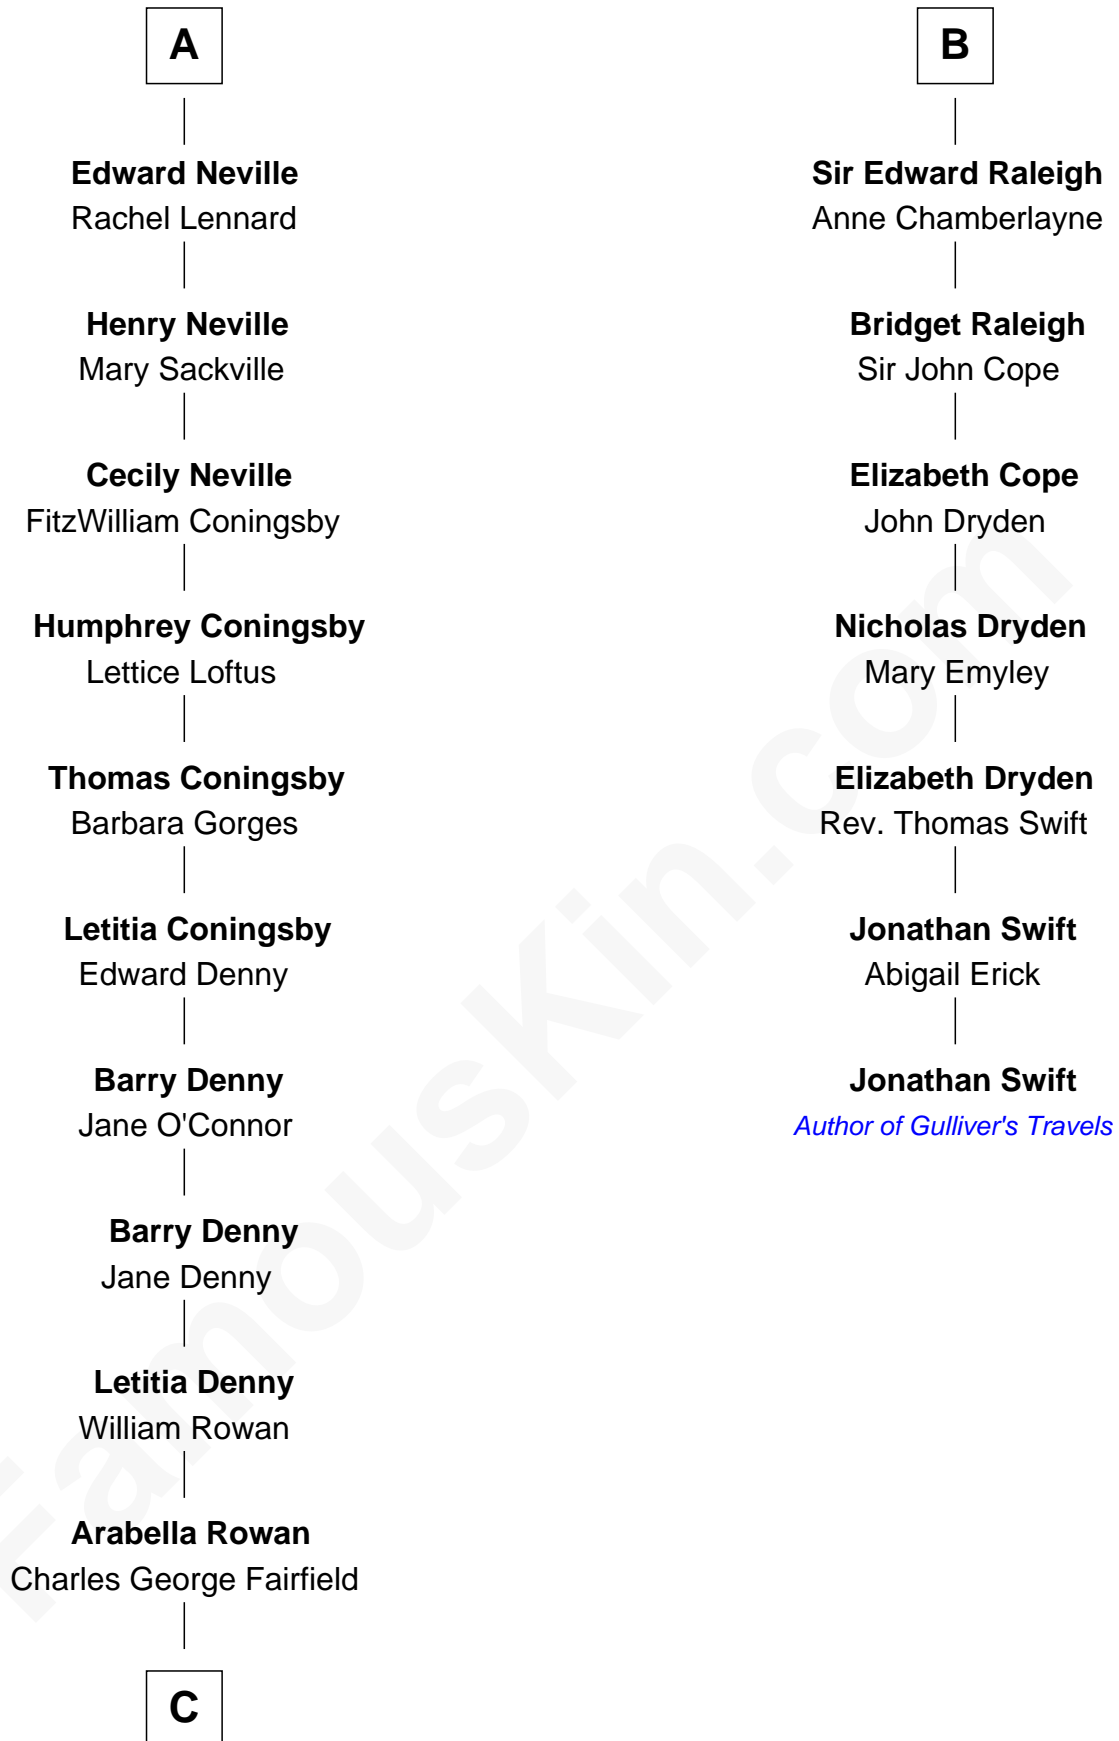 A
Edward Neville
Rachel Lennard
Henry Neville
Mary Sackville
Cecily Neville
FitzWilliam Coningsby
Humphrey Coningsby
Lettice Loftus
Thomas Coningsby
Barbara Gorges
Letitia Coningsby
Edward Denny
Barry Denny
Jane O'Connor
Barry Denny
Jane Denny
Letitia Denny
William Rowan
Arabella Rowan
Charles George Fairfield
C
B
Sir Edward Raleigh
Anne Chamberlayne
Bridget Raleigh
Sir John Cope
Elizabeth Cope
John Dryden
Nicholas Dryden
Mary Emyley
Elizabeth Dryden
Rev. Thomas Swift
Jonathan Swift
Abigail Erick
Jonathan Swift
Author of Gulliver's Travels
FamousKin.com